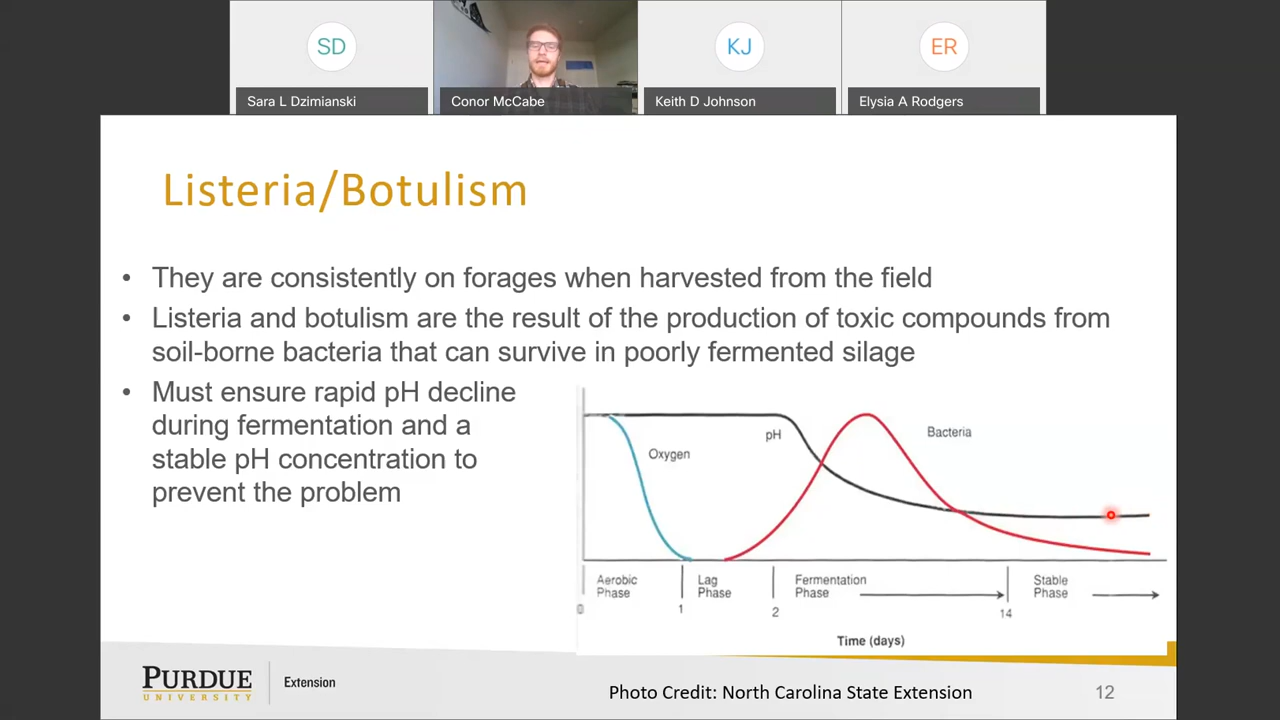 SD
KJ
ER
Sara L Dzimianski
Conor McCabe
Keith D Johnson
Elysia A Rodgers
Listeria/Botulism
• They are consistently on forages when harvested from the field
• Listeria and botulism are the result of the production of toxic compounds from
soil-borne bacteria that can survive in poorly fermented silage
• Must ensure rapid pH decline
during fermentation and a
stable pH concentration to
prevent the problem
pH
Bacteria
Oxygen
Aerobic
Phase
Lag
Phase
Fermentation
Phase
Stable
Phase
0
1
2
14
Time (days)
PURDUE
UNIVERSITY
Extension
Photo Credit: North Carolina State Extension
12